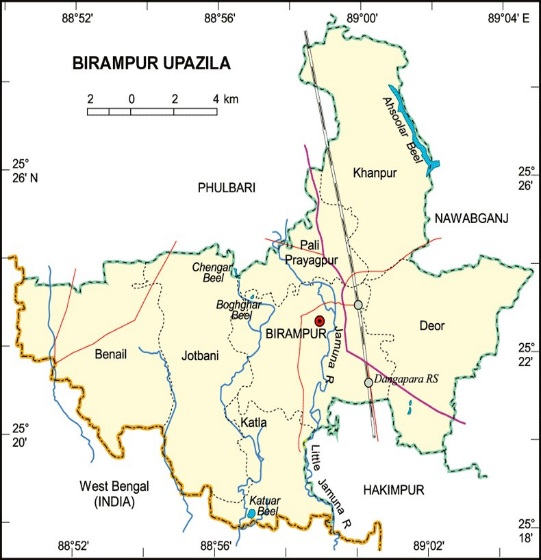 88°52'
88°56'
89°00'
89°04' E
BIRAMPUR UPAZILA
2 0 2 4 km
Ahsoolar Beel
25°
26' N
Khanpur
25°
26'
PHULBARI
NAWABGANJ
Pali
Prayagpur
Chengar
Beel
Boghghar
Beel
BIRAMPUR
Jamuna R
Deor
Benail
Jotbani
25°
22'
Dangapara RS
Katla
25°
20'
Little Jamuna R
West Bengal
(INDIA)
Katuar
Beel
HAKIMPUR
25°
18'
88°52'
88°56'
89°02'